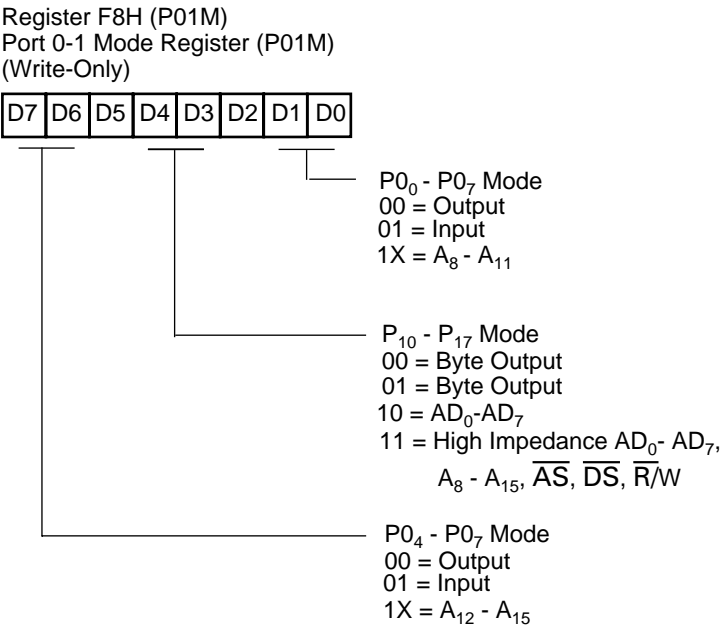 Register F8H (P01M)
Port 0-1 Mode Register (P01M)
(Write-Only)
D7 D6 D5 D4 D3 D2 D1 D0
P0₀ - P0₇ Mode
00 = Output
01 = Input
1X = A₈ - A₁₁
P₁₀ - P₁₇ Mode
00 = Byte Output
01 = Byte Output
10 = AD₀-AD₇
11 = High Impedance AD₀- AD₇,
A₈ - A₁₅, A̅S̅, D̅S̅, R̅/W
P0₄ - P0₇ Mode
00 = Output
01 = Input
1X = A₁₂ - A₁₅